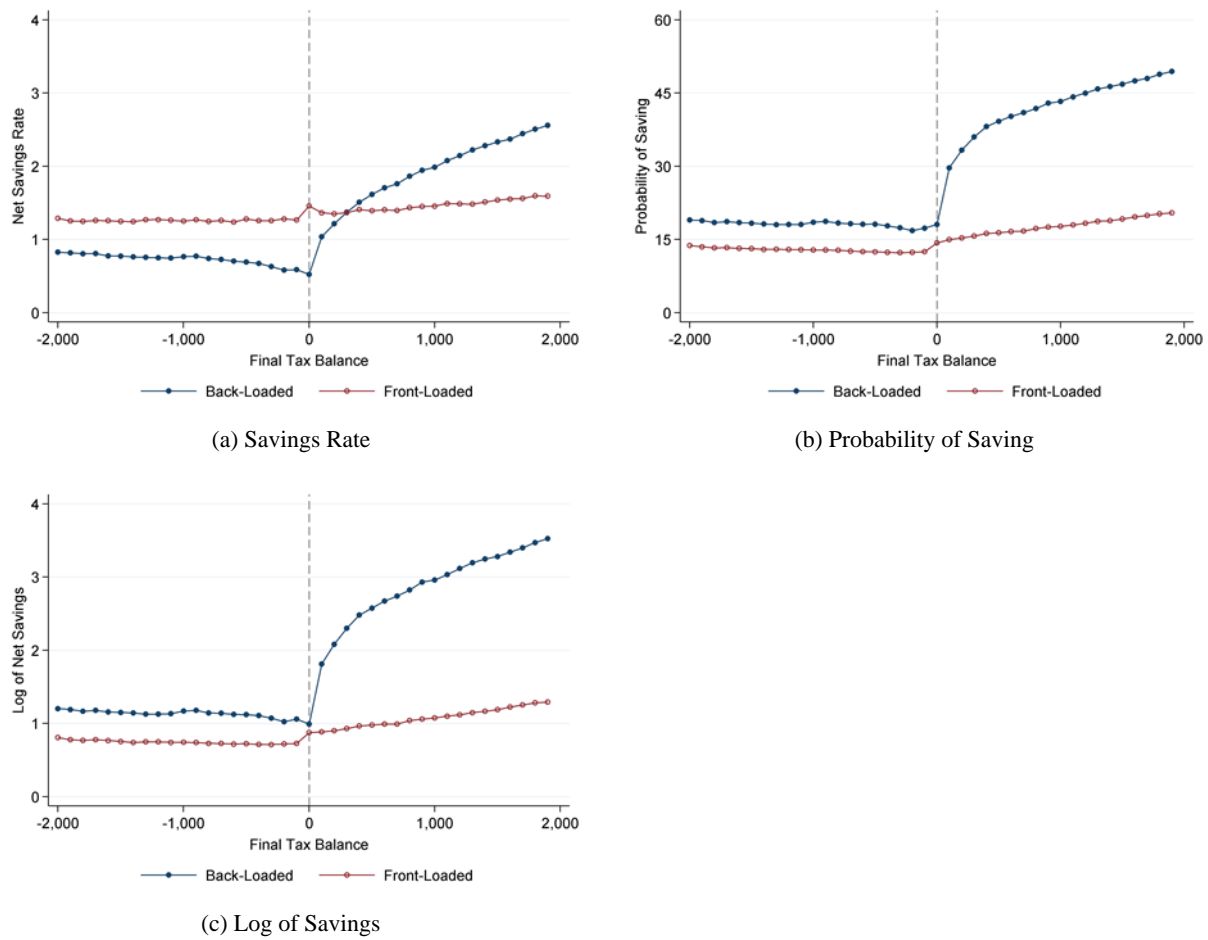 4
3
2
1
0
Net Savings Rate
-2,000
-1,000
0
1,000
2,000
Final Tax Balance
Back-Loaded
Front-Loaded
(a) Savings Rate
60
45
30
15
0
Probability of Saving
-2,000
-1,000
0
1,000
2,000
Final Tax Balance
Back-Loaded
Front-Loaded
(b) Probability of Saving
4
3
2
1
0
Log of Net Savings
-2,000
-1,000
0
1,000
2,000
Final Tax Balance
Back-Loaded
Front-Loaded
(c) Log of Savings